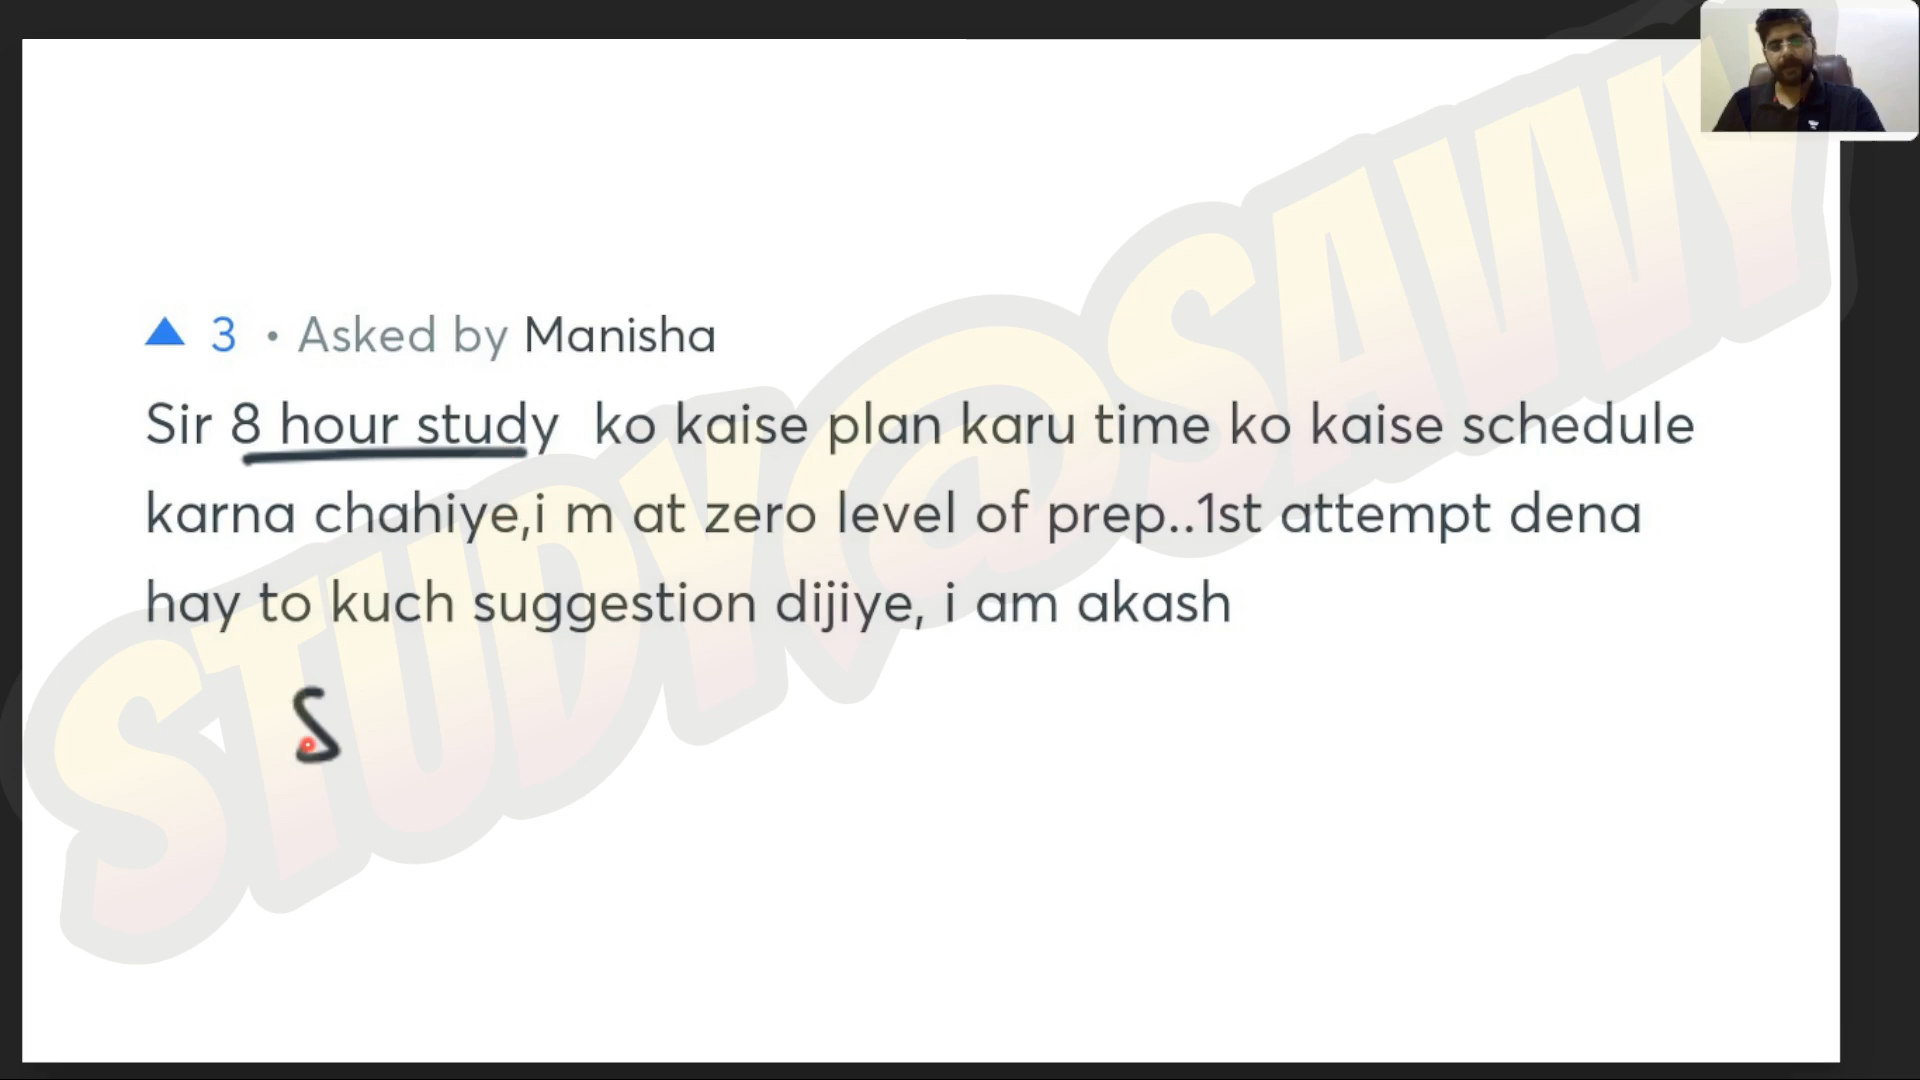 ▲ 3 • Asked by Manisha
Sir 8 hour study ko kaise plan karu time ko kaise schedule
karna chahiye,i m at zero level of prep..1st attempt dena
hay to kuch suggestion dijiye, i am akash
STUDY@SAVVY